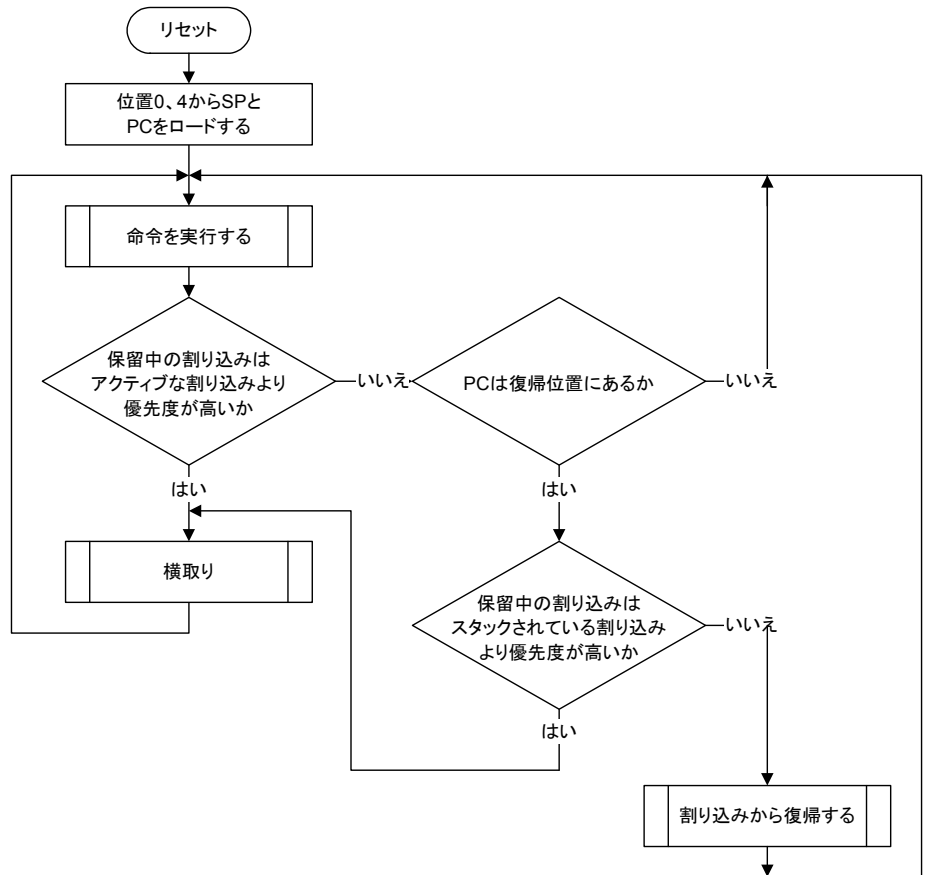 リセット
位置0、4からSPと
PCをロードする
命令を実行する
保留中の割り込みは
アクティブな割り込みより
優先度が高いか
いいえ
PCは復帰位置にあるか
いいえ
はい
はい
横取り
保留中の割り込みは
スタックされている割り込み
より優先度が高いか
いいえ
はい
割り込みから復帰する